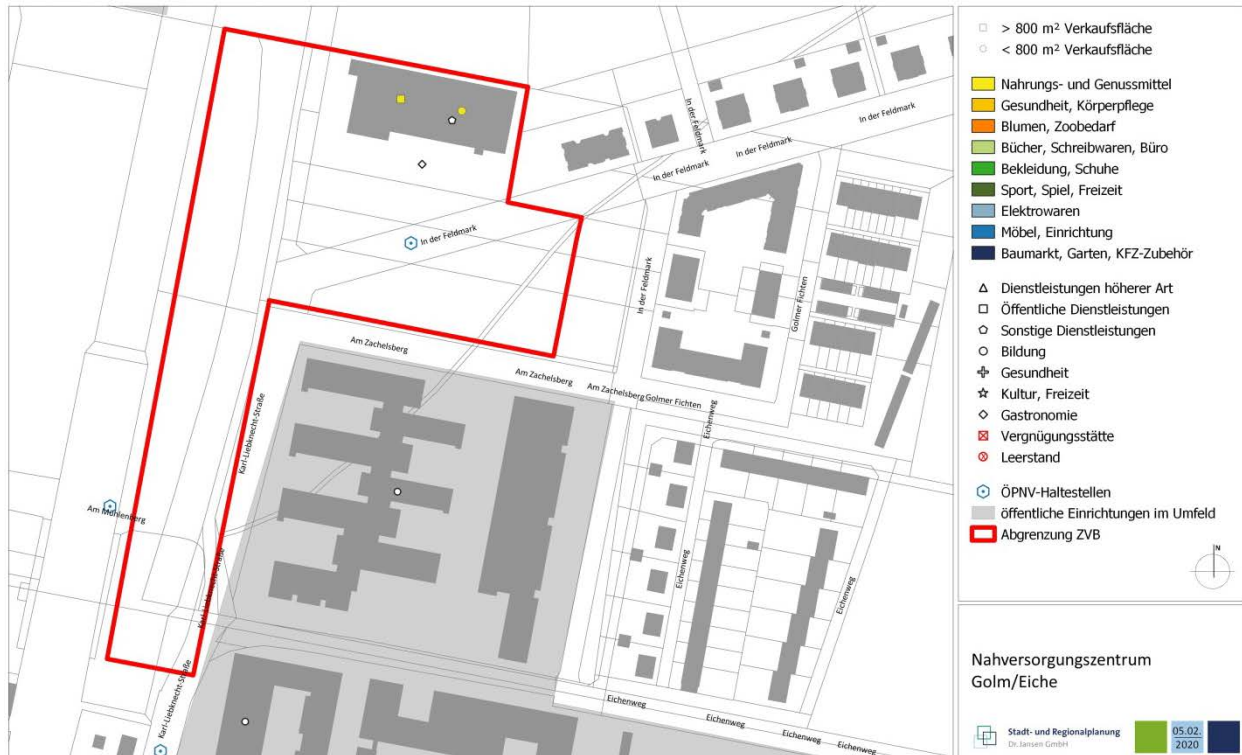 In der Feldmark
In der Feldmark
In der Feldmark
In der Feldmark
In der Feldmark
In der Feldmark
Golmer Fichten
Am Zachelsberg
Am Zachelsberg
Am Zachelsberg
Golmer Fichten
Karl-Liebknecht-Straße
Eichenweg
Am Mühlenberg
Karl-Liebknecht-Straße
Eichenweg
Eichenweg
Karl-Liebknecht-Straße
Eichenweg
Eichenweg
Eichenweg
Eichenweg
> 800 m² Verkaufsfläche
< 800 m² Verkaufsfläche
Nahrungs- und Genussmittel
Gesundheit, Körperpflege
Blumen, Zoobedarf
Bücher, Schreibwaren, Büro
Bekleidung, Schuhe
Sport, Spiel, Freizeit
Elektrowaren
Möbel, Einrichtung
Baumarkt, Garten, KFZ-Zubehör
Dienstleistungen höherer Art
Öffentliche Dienstleistungen
Sonstige Dienstleistungen
Bildung
Gesundheit
Kultur, Freizeit
Gastronomie
Vergnügungsstätte
Leerstand
ÖPNV-Haltestellen
öffentliche Einrichtungen im Umfeld
Abgrenzung ZVB
N
Nahversorgungszentrum
Golm/Eiche
Stadt- und Regionalplanung
Dr. Jansen GmbH
05.02.
2020